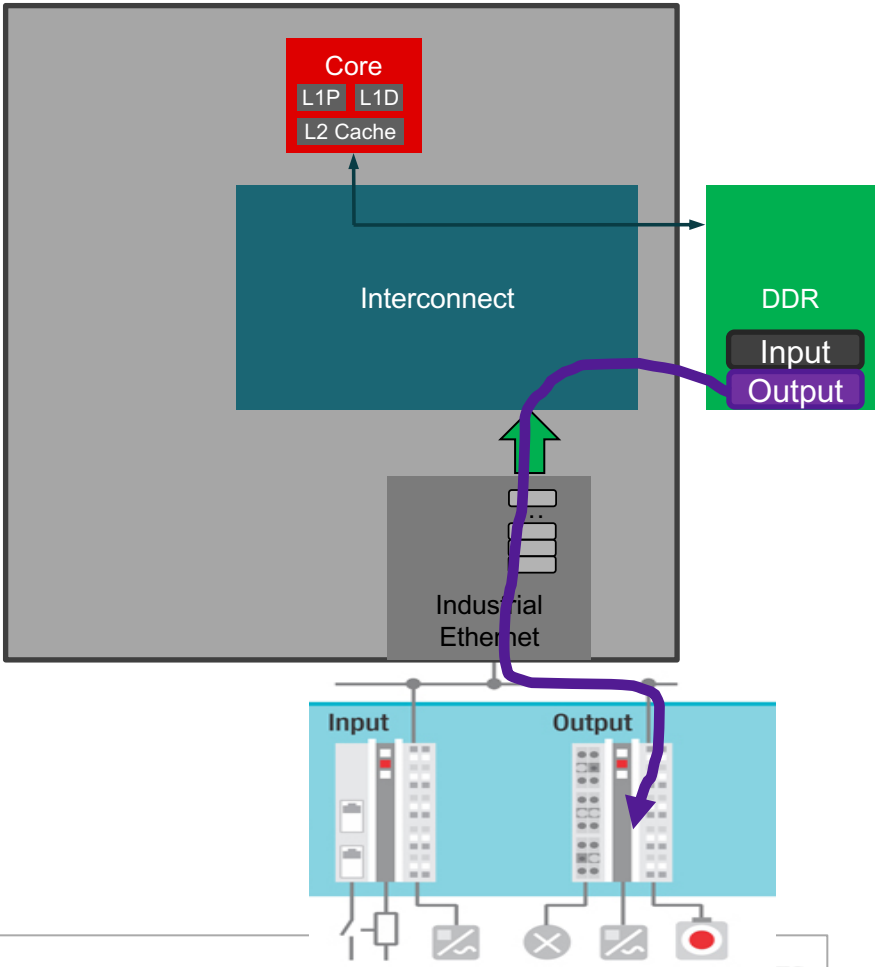 Core
L1P L1D
L2 Cache
Interconnect
DDR
Input
Output
...
Industrial
Ethernet
Input
Output